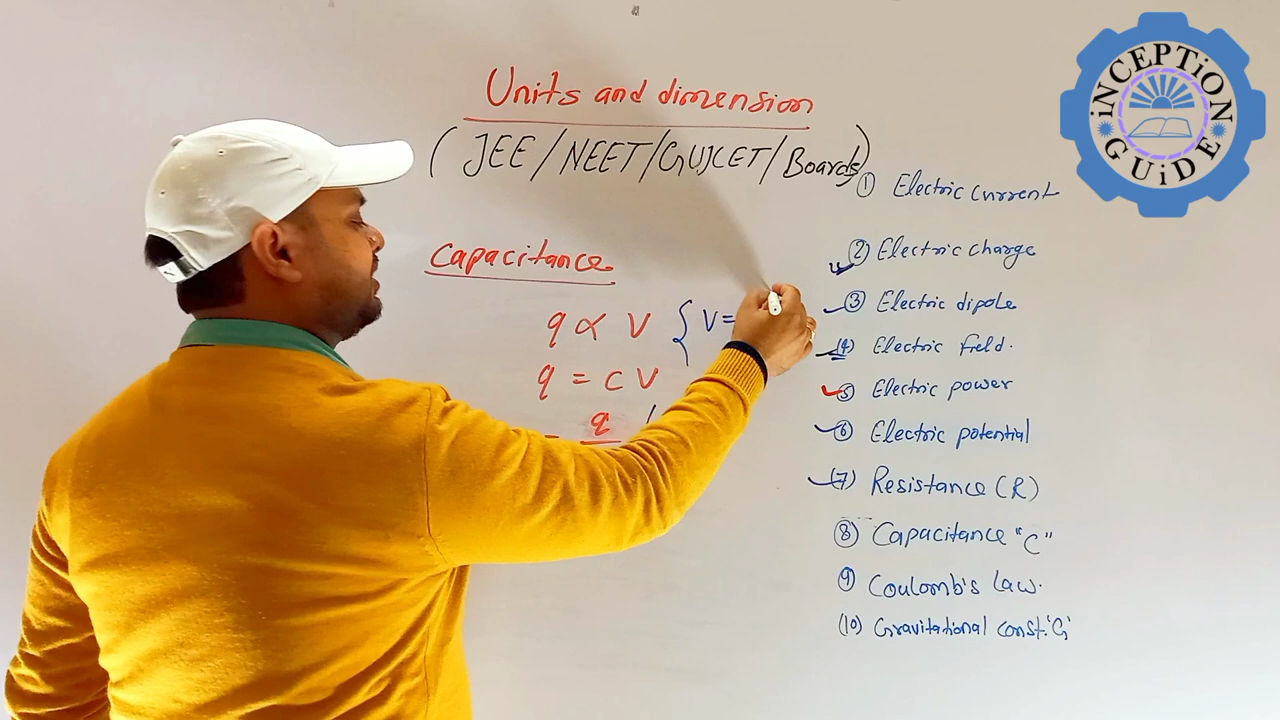 Units and dimension
(JEE/NEET/GUJCET/Boards)
Capacitance
q ∝ V { V =
q = C V
= q
① Electric current
② Electric charge
③ Electric dipole
④ Electric field.
⑤ Electric power
⑥ Electric potential
(7) Resistance (R)
⑧ Capacitance "C"
⑨ Coulomb's law.
(10) Gravitational const. 'G'
iNCEPTiON
GUiDE